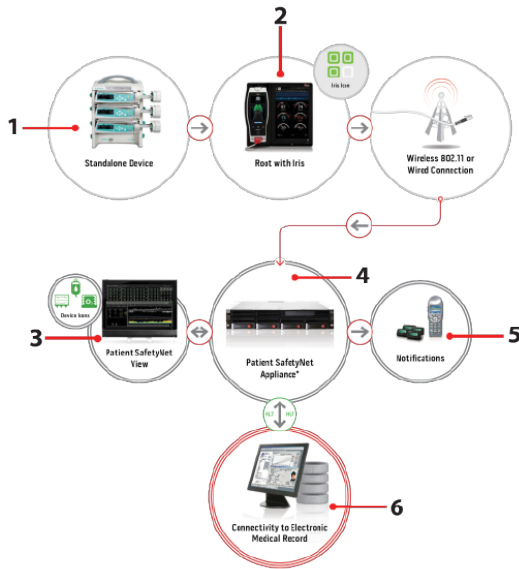 2
Iris Icon
1
Standalone Device
Root with Iris
Wireless 802.11 or
Wired Connection
4
Device Icons
3
5
Patient SafetyNet
View
Patient SafetyNet
Appliance*
Notifications
HL7 HL7
6
Connectivity to Electronic
Medical Record